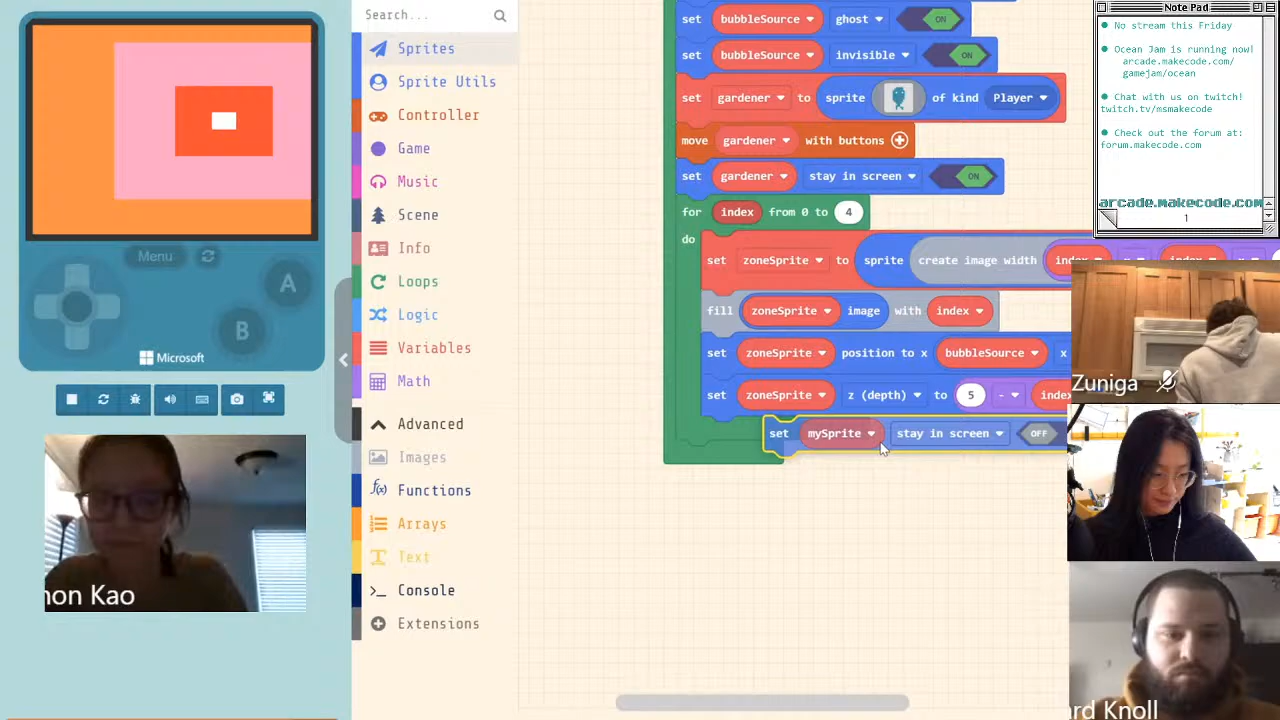 Search...
Sprites
Sprite Utils
Controller
Game
Music
Scene
Info
Loops
Logic
Variables
Math
Advanced
Images
Functions
Arrays
Text
Console
Extensions
Menu
A
B
Microsoft
set bubbleSource ghost ON
set bubbleSource invisible ON
set gardener to sprite of kind Player
move gardener with buttons
set gardener stay in screen ON
for index from 0 to 4
do
set zoneSprite to sprite create image width
fill zoneSprite image with index
set zoneSprite position to x bubbleSource x
set zoneSprite z (depth) to 5 - index
set mySprite stay in screen OFF
Note Pad
No stream this Friday
Ocean Jam is running now!
arcade.makecode.com/
gamejam/ocean
Chat with us on twitch!
twitch.tv/msmakecode
Check out the forum at:
forum.makecode.com
arcade.makecode.com
1
Zuniga
non Kao
ard Knoll